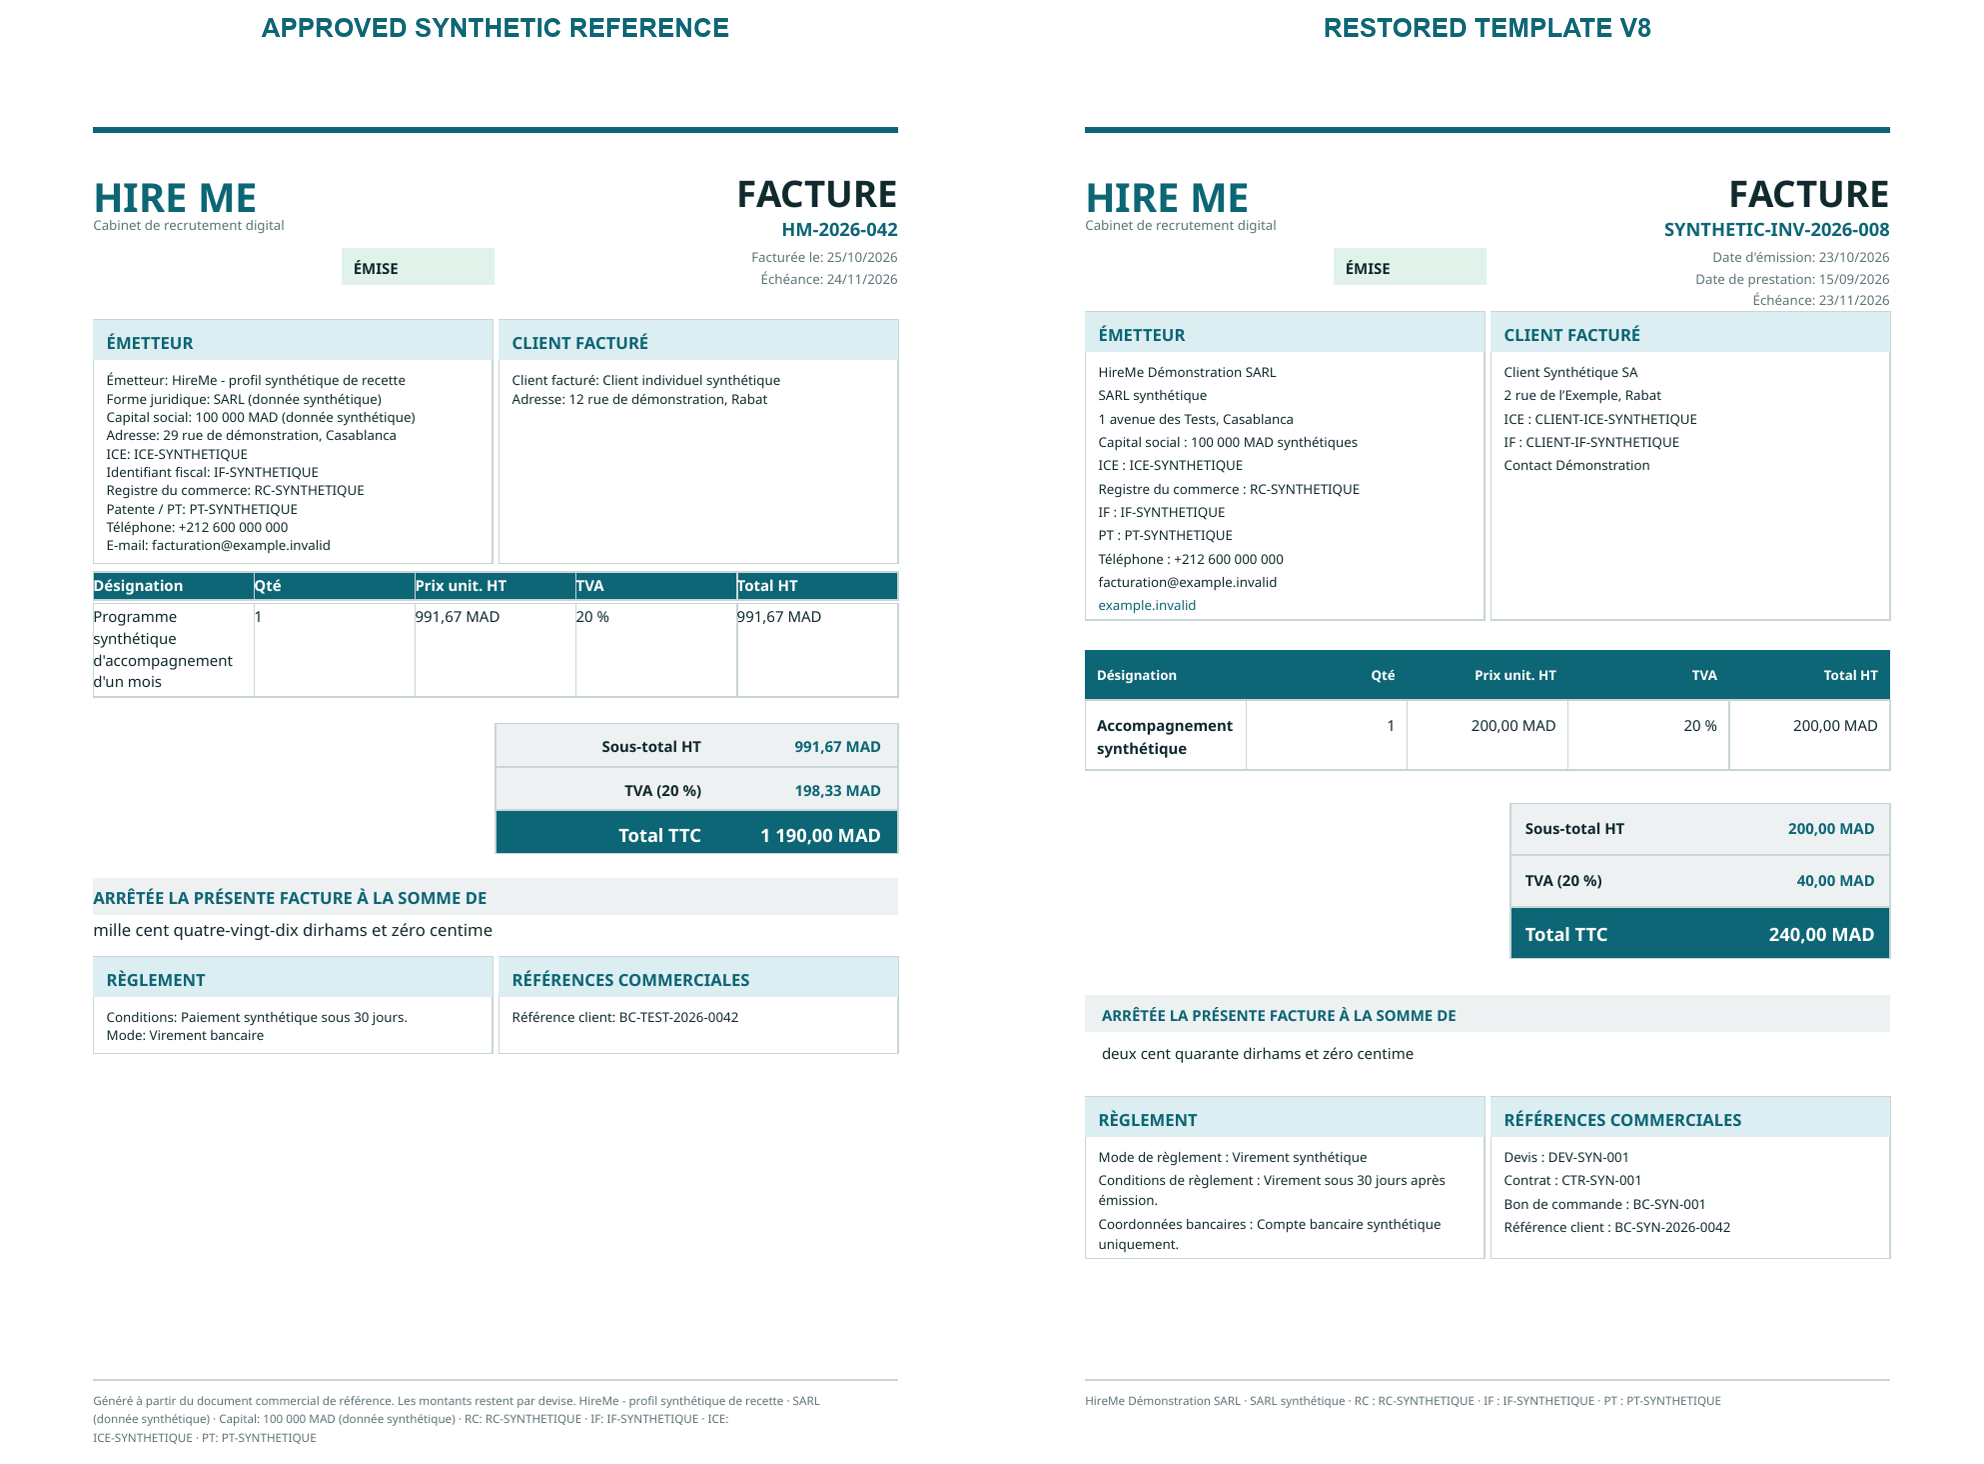 APPROVED SYNTHETIC REFERENCE
HIRE ME
Cabinet de recrutement digital
FACTURE
HM-2026-042
Facturée le: 25/10/2026
Échéance: 24/11/2026
ÉMISE
ÉMETTEUR
Émetteur: HireMe - profil synthétique de recette
Forme juridique: SARL (donnée synthétique)
Capital social: 100 000 MAD (donnée synthétique)
Adresse: 29 rue de démonstration, Casablanca
ICE: ICE-SYNTHETIQUE
Identifiant fiscal: IF-SYNTHETIQUE
Registre du commerce: RC-SYNTHETIQUE
Patente / PT: PT-SYNTHETIQUE
Téléphone: +212 600 000 000
E-mail: facturation@example.invalid
CLIENT FACTURÉ
Client facturé: Client individuel synthétique
Adresse: 12 rue de démonstration, Rabat
Désignation Qté Prix unit. HT TVA Total HT
Programme 1 991,67 MAD 20 % 991,67 MAD
synthétique
d'accompagnement
d'un mois
Sous-total HT 991,67 MAD
TVA (20 %) 198,33 MAD
Total TTC 1 190,00 MAD
ARRÊTÉE LA PRÉSENTE FACTURE À LA SOMME DE
mille cent quatre-vingt-dix dirhams et zéro centime
RÈGLEMENT
Conditions: Paiement synthétique sous 30 jours.
Mode: Virement bancaire
RÉFÉRENCES COMMERCIALES
Référence client: BC-TEST-2026-0042
Généré à partir du document commercial de référence. Les montants restent par devise. HireMe - profil synthétique de recette · SARL
(donnée synthétique) · Capital: 100 000 MAD (donnée synthétique) · RC: RC-SYNTHETIQUE · IF: IF-SYNTHETIQUE · ICE:
ICE-SYNTHETIQUE · PT: PT-SYNTHETIQUE
RESTORED TEMPLATE V8
HIRE ME
Cabinet de recrutement digital
FACTURE
SYNTHETIC-INV-2026-008
Date d'émission: 23/10/2026
Date de prestation: 15/09/2026
Échéance: 23/11/2026
ÉMISE
ÉMETTEUR
HireMe Démonstration SARL
SARL synthétique
1 avenue des Tests, Casablanca
Capital social : 100 000 MAD synthétiques
ICE : ICE-SYNTHETIQUE
Registre du commerce : RC-SYNTHETIQUE
IF : IF-SYNTHETIQUE
PT : PT-SYNTHETIQUE
Téléphone : +212 600 000 000
facturation@example.invalid
example.invalid
CLIENT FACTURÉ
Client Synthétique SA
2 rue de l’Exemple, Rabat
ICE : CLIENT-ICE-SYNTHETIQUE
IF : CLIENT-IF-SYNTHETIQUE
Contact Démonstration
Désignation Qté Prix unit. HT TVA Total HT
Accompagnement 1 200,00 MAD 20 % 200,00 MAD
synthétique
Sous-total HT 200,00 MAD
TVA (20 %) 40,00 MAD
Total TTC 240,00 MAD
ARRÊTÉE LA PRÉSENTE FACTURE À LA SOMME DE
deux cent quarante dirhams et zéro centime
RÈGLEMENT
Mode de règlement : Virement synthétique
Conditions de règlement : Virement sous 30 jours après
émission.
Coordonnées bancaires : Compte bancaire synthétique
uniquement.
RÉFÉRENCES COMMERCIALES
Devis : DEV-SYN-001
Contrat : CTR-SYN-001
Bon de commande : BC-SYN-001
Référence client : BC-SYN-2026-0042
HireMe Démonstration SARL · SARL synthétique · RC : RC-SYNTHETIQUE · IF : IF-SYNTHETIQUE · PT : PT-SYNTHETIQUE